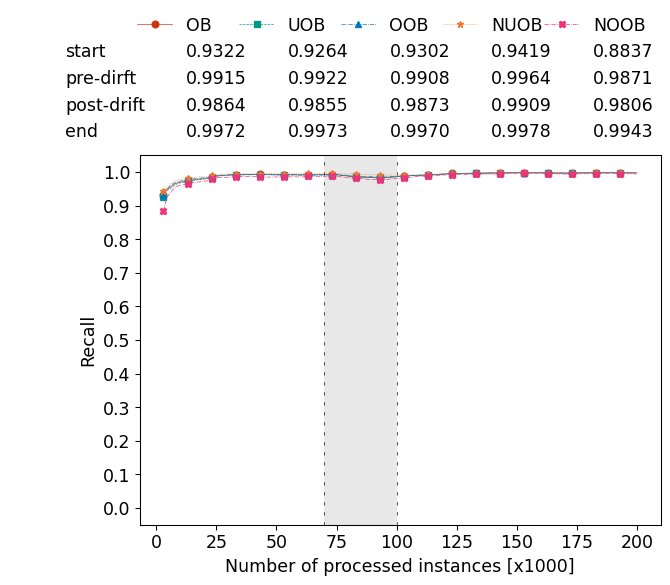 OB UOB OOB NUOB NOOB
start 0.9322 0.9264 0.9302 0.9419 0.8837
pre-dirft 0.9915 0.9922 0.9908 0.9964 0.9871
post-drift 0.9864 0.9855 0.9873 0.9909 0.9806
end 0.9972 0.9973 0.9970 0.9978 0.9943
1.0
0.9
0.8
0.7
0.6
0.5
0.4
0.3
0.2
0.1
0.0
Recall
0 25 50 75 100 125 150 175 200
Number of processed instances [x1000]